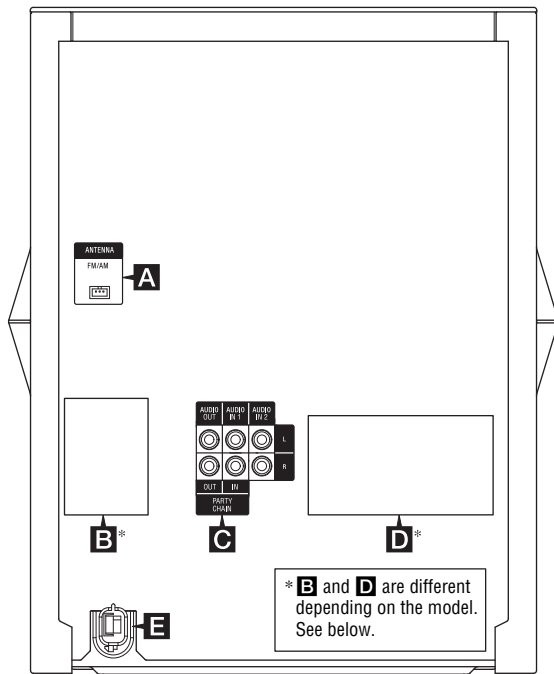 ANTENNA
FM/AM
A
AUDIO OUT AUDIO IN 1 AUDIO IN 2
L
R
OUT IN
PARTY CHAIN
B*
C
D*
* B and D are different
depending on the model.
See below.
E